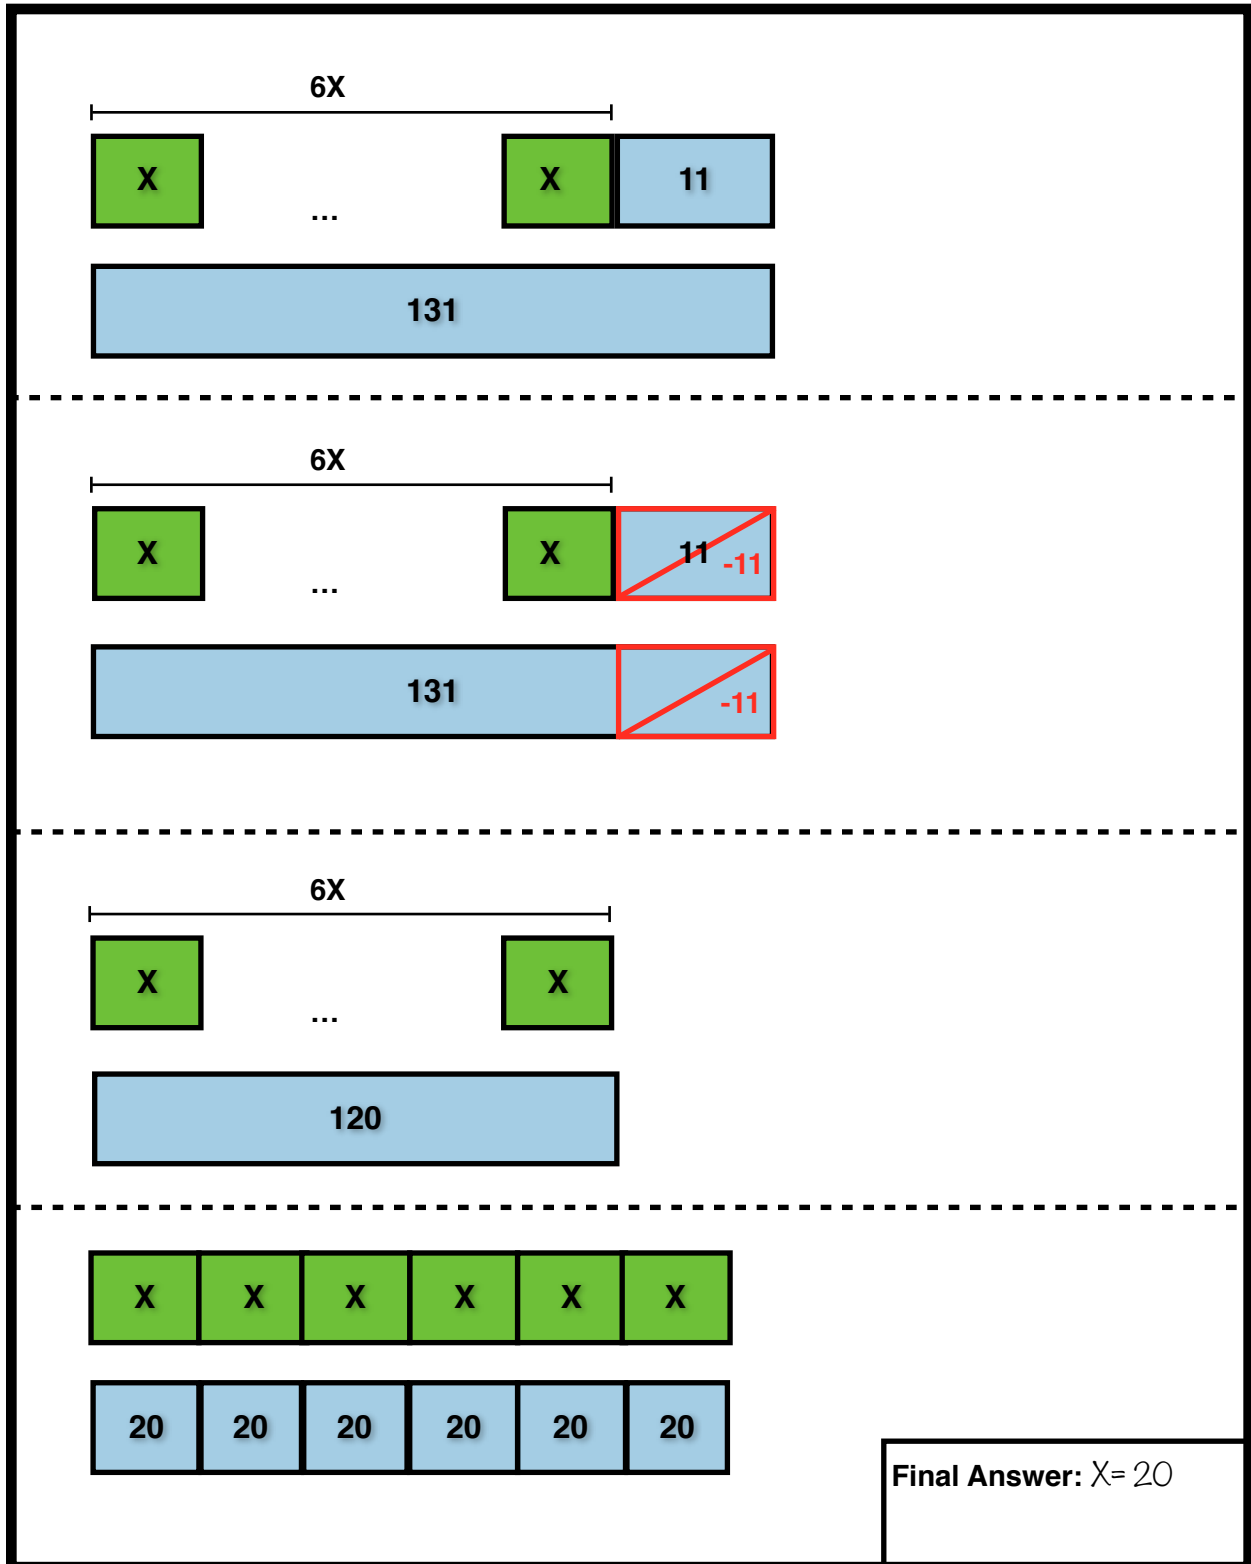 6X
X ... X 11
131
6X
X ... X 11 -11
131 -11
6X
X ... X
120
X X X X X X
20 20 20 20 20 20
Final Answer: X= 20